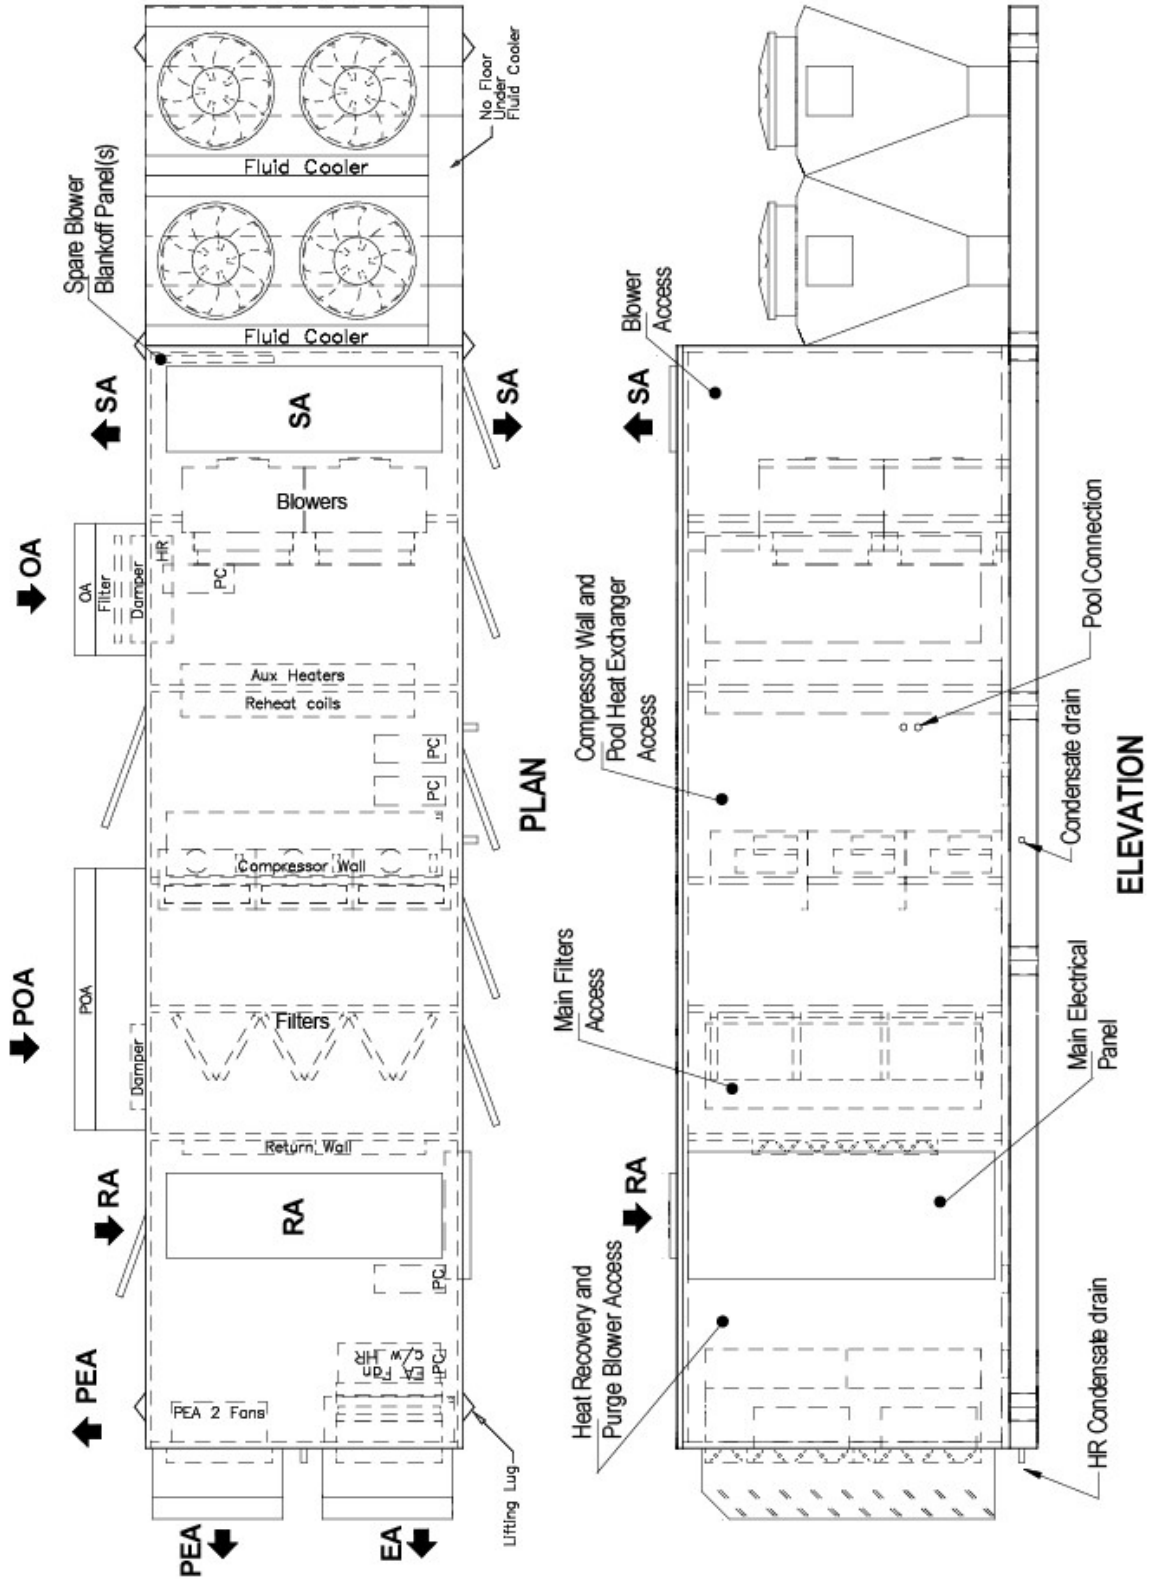 PEA
RA
POA
OA
SA
Spare Blower
Blankoff Panel(s)
POA
OA
Filter
Damper
Damper
HR
PC
PEA 2 Fans
EA
Fan
c/w
HR
PC
PC
RA
Return Wall
Filters
Compressor Wall
PC
PC
Reheat coils
Aux Heaters
Blowers
SA
Fluid Cooler
Fluid Cooler
PEA
EA
Lifting Lug
SA
No Floor
Under
Fluid Cooler
PLAN
Heat Recovery and
Purge Blower Access
RA
Main Filters
Access
Compressor Wall and
Pool Heat Exchanger
Access
SA
Blower
Access
HR Condensate drain
Main Electrical
Panel
Condensate drain
Pool Connection
ELEVATION